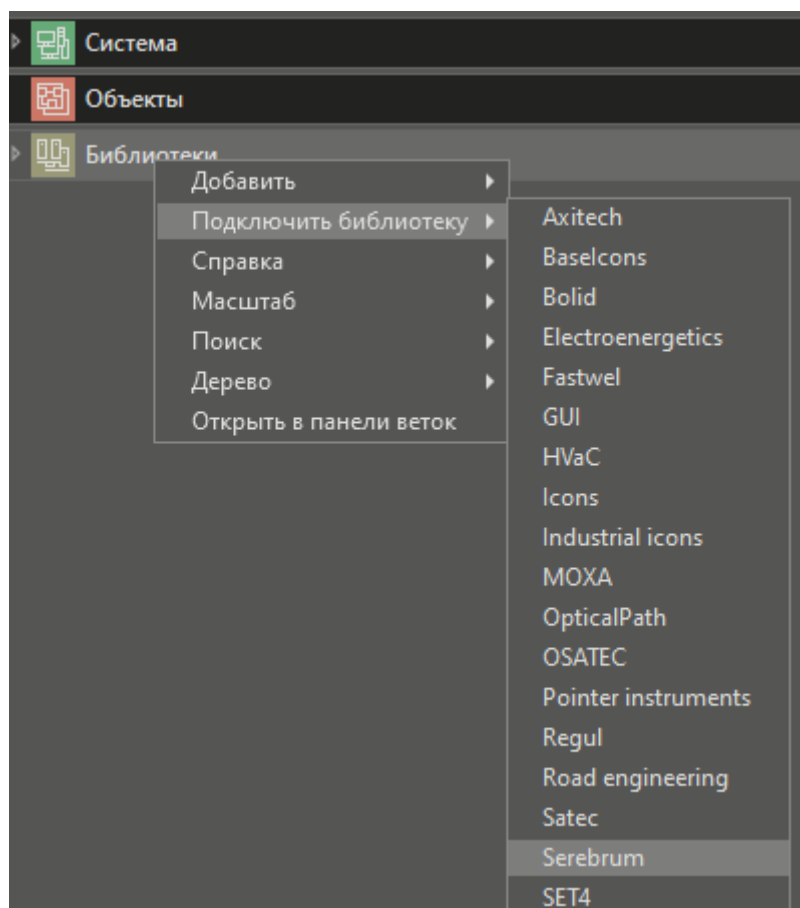 Система
Объекты
Библиотеки
Добавить
Подключить библиотеку
Справка
Масштаб
Поиск
Дерево
Открыть в панели веток
Axitech
BaseIcons
Bolid
Electroenergetics
Fastwel
GUI
HVaC
Icons
Industrial icons
MOXA
OpticalPath
OSATEC
Pointer instruments
Regul
Road engineering
Satec
Serebrum
SET4